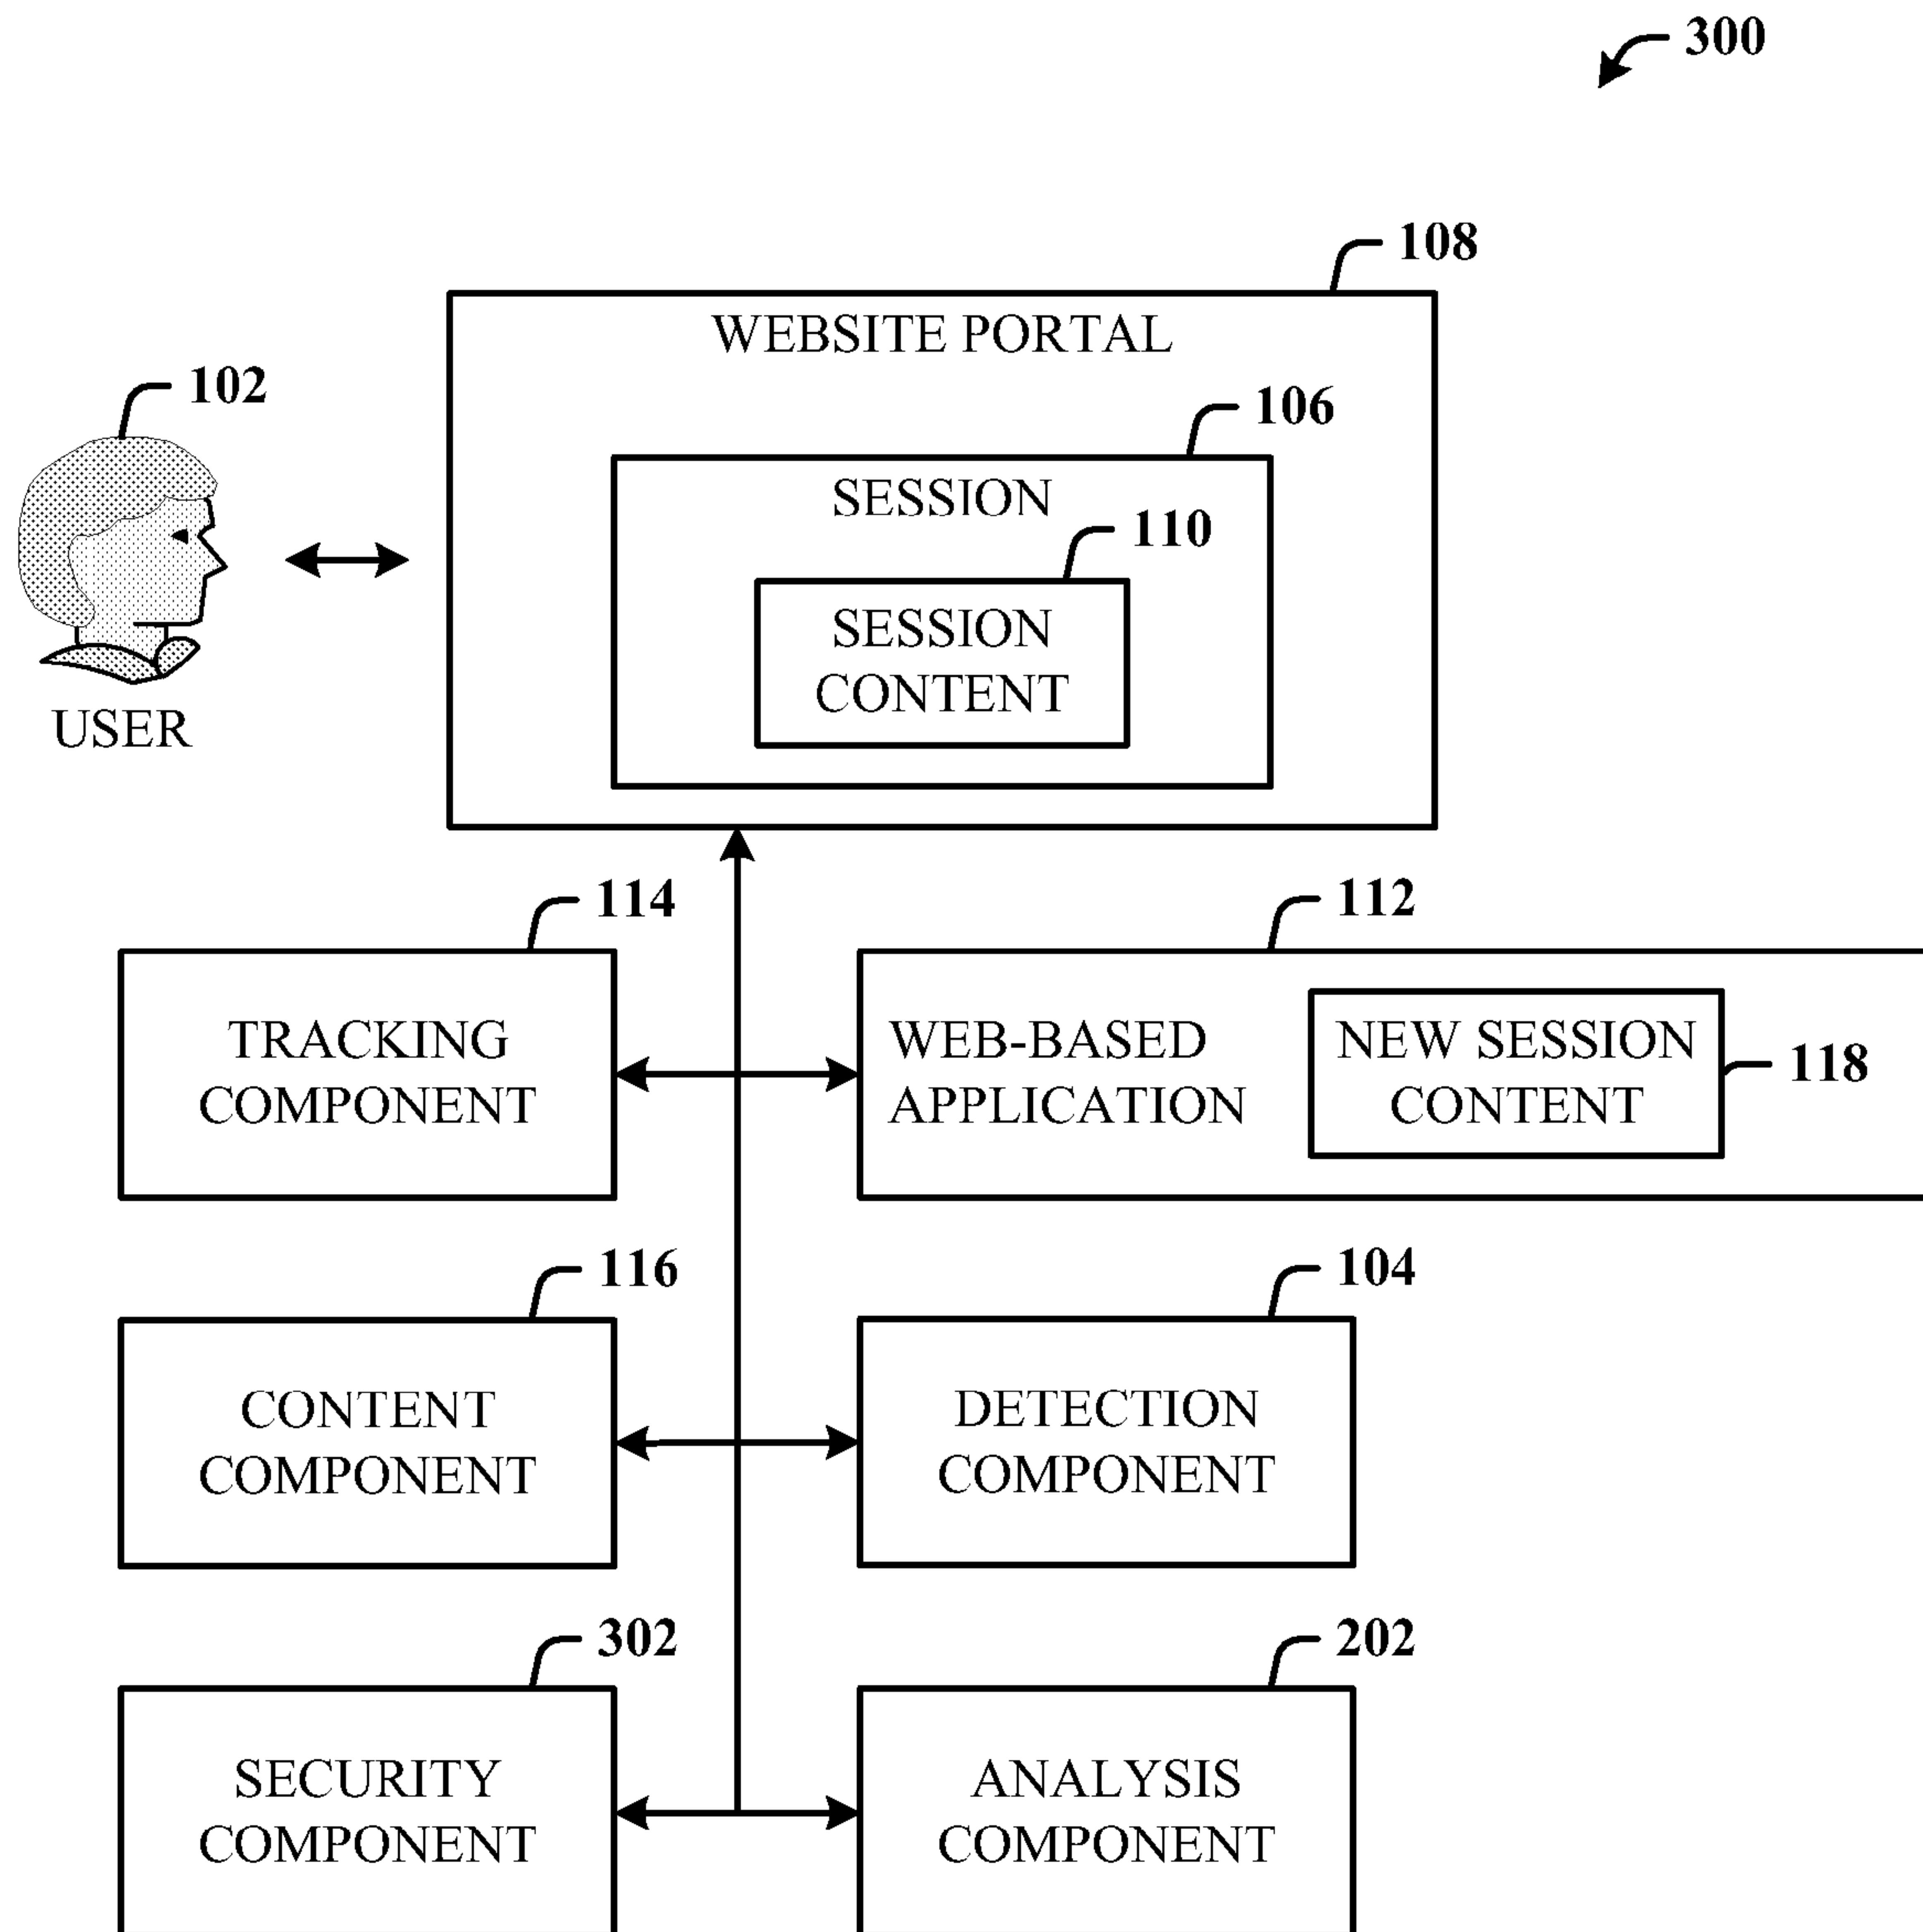 300
108
WEBSITE PORTAL
102
106
SESSION
110
SESSION
CONTENT
USER
114
112
TRACKING
COMPONENT
WEB-BASED
APPLICATION
NEW SESSION
CONTENT
118
116
104
CONTENT
COMPONENT
DETECTION
COMPONENT
302
202
SECURITY
COMPONENT
ANALYSIS
COMPONENT